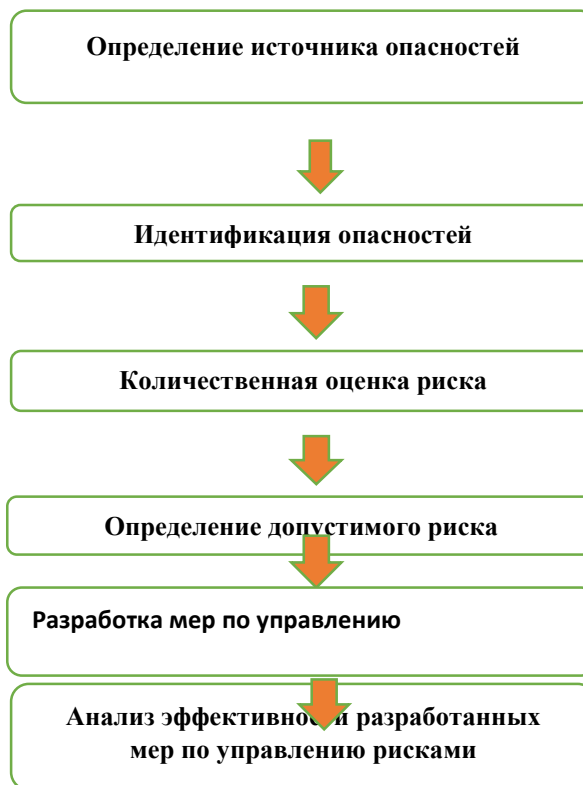 Определение источника опасностей
Идентификация опасностей
Количественная оценка риска
Определение допустимого риска
Разработка мер по управлению
Анализ эффективности разработанных
мер по управлению рисками